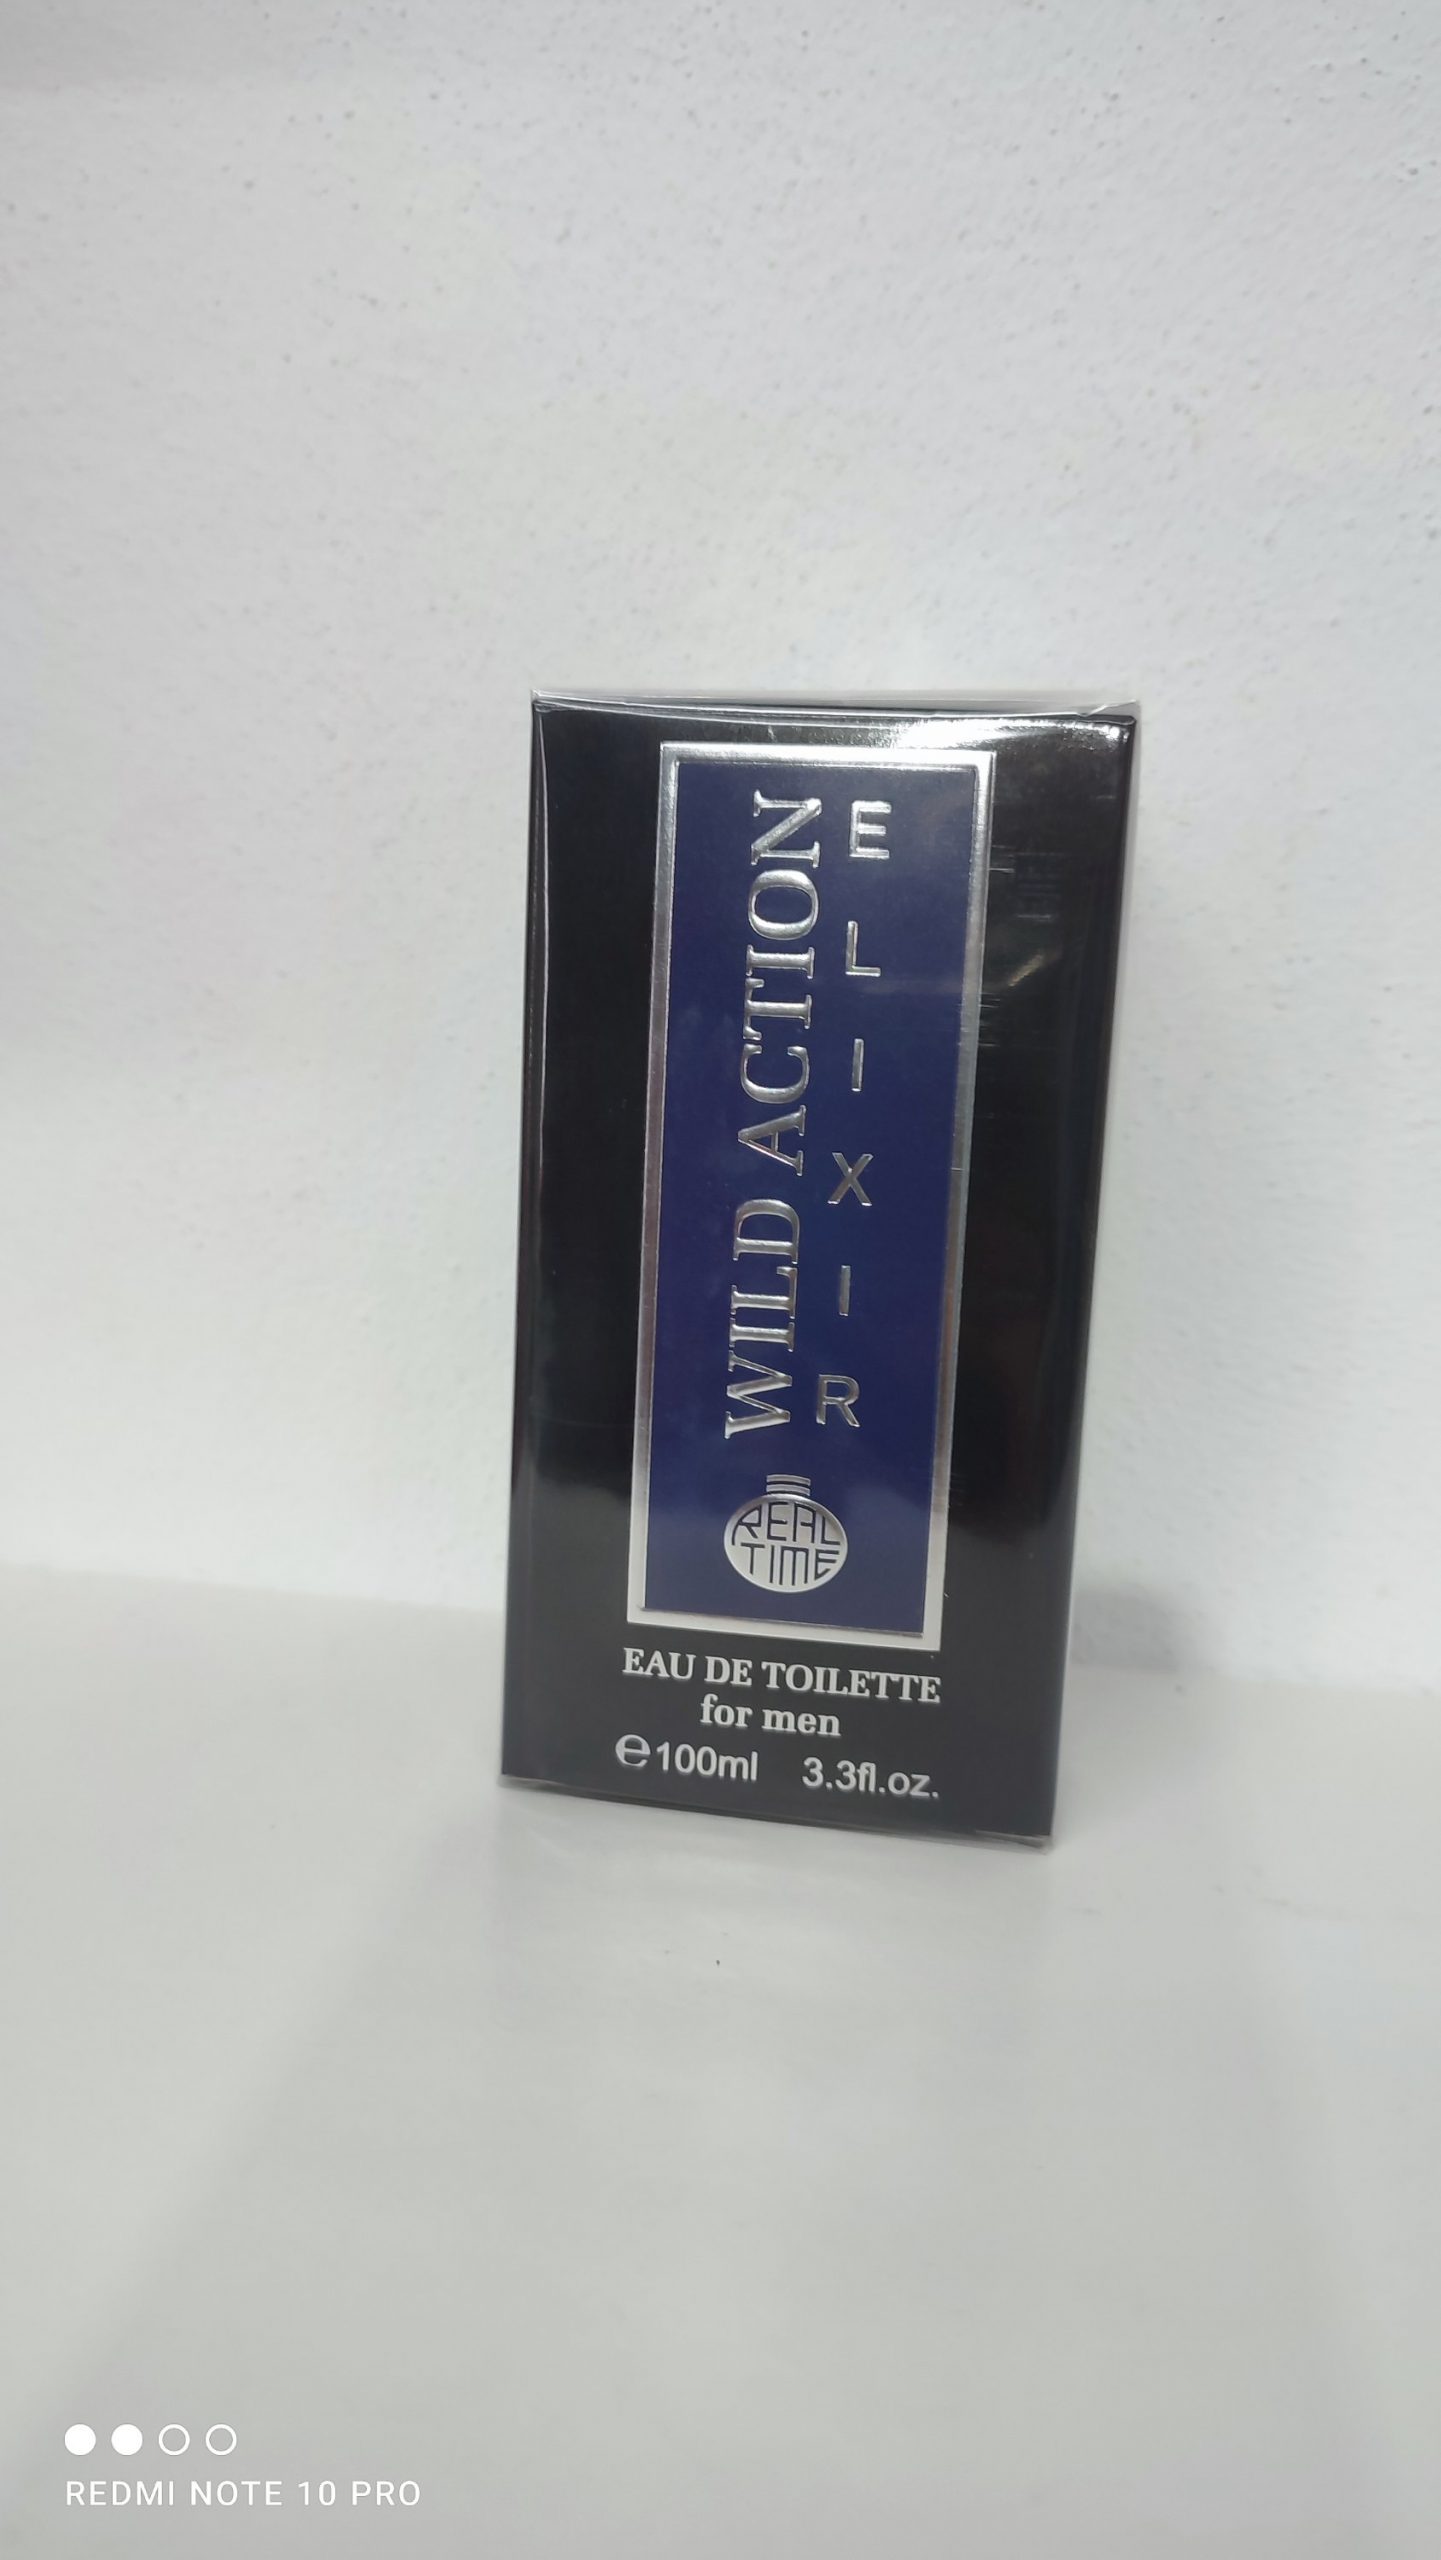 WILD ACTION
ELIXIR
REAL
TIME
EAU DE TOILETTE
for men
℮100ml 3.3fl.oz.
REDMI NOTE 10 PRO